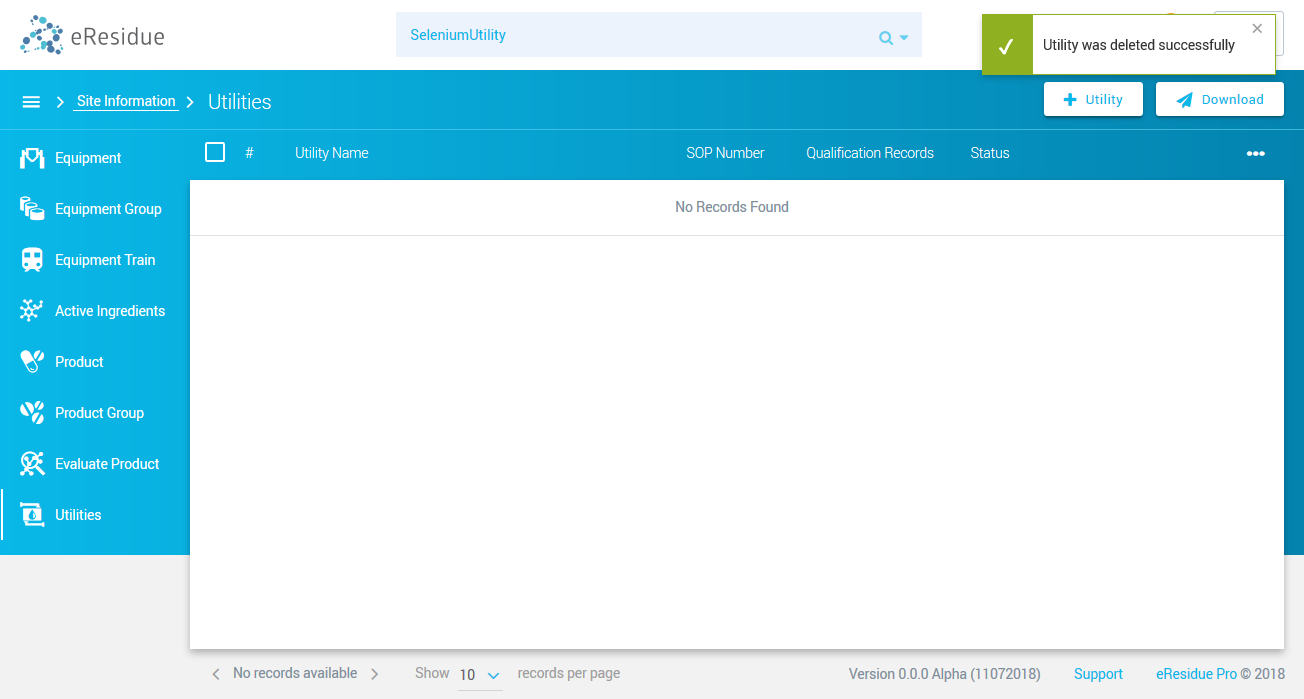 eResidue
SeleniumUtility
Utility was deleted successfully
Site Information
Utilities
Utility
Download
# Utility Name SOP Number Qualification Records Status
Equipment
Equipment Group
Equipment Train
Active Ingredients
Product
Product Group
Evaluate Product
Utilities
No Records Found
No records available Show 10 records per page Version 0.0.0 Alpha (11072018) Support eResidue Pro © 2018